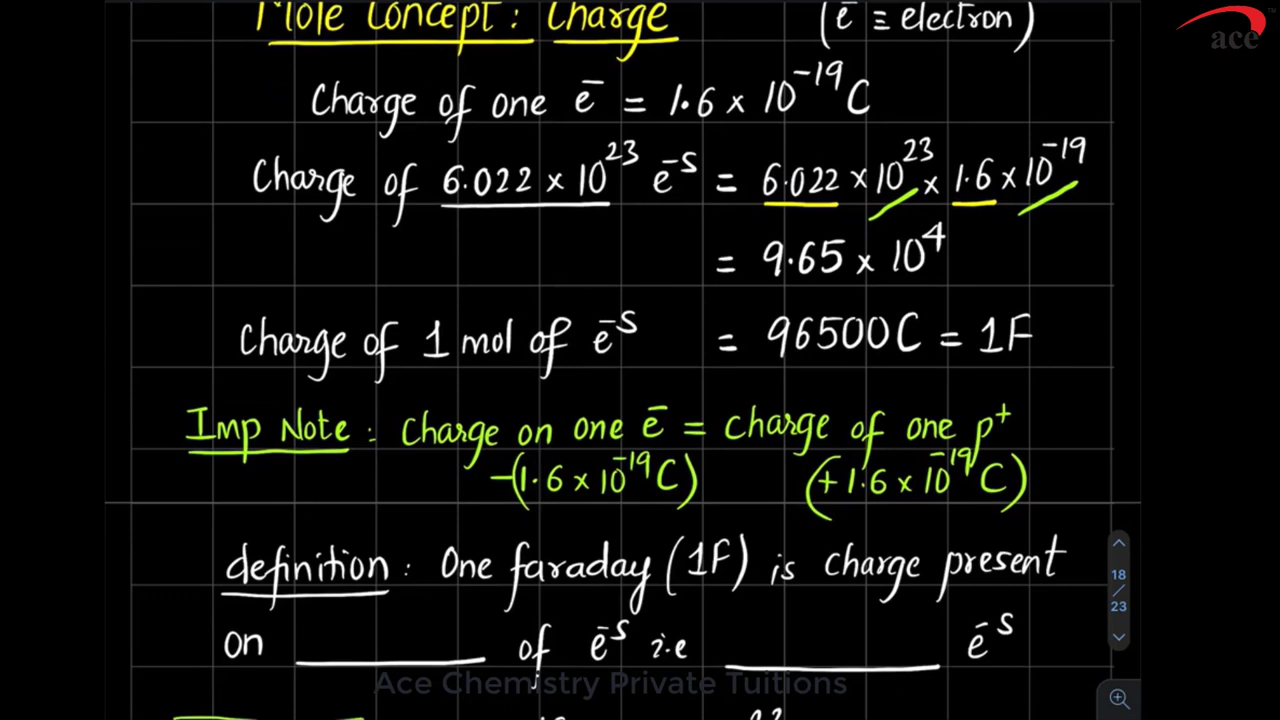 Mole Concept: Charge (e̅ ≡ electron)
ace
Charge of one e̅ = 1.6 × 10⁻¹⁹ C
Charge of 6.022 × 10²³ e̅s = 6.022 × 10²³ × 1.6 × 10⁻¹⁹
= 9.65 × 10⁴
Charge of 1 mol of e̅s = 96500C = 1F
Imp Note: Charge on one e̅ = charge of one p⁺
-(1.6 × 10⁻¹⁹ C) (+1.6 × 10⁻¹⁹ C)
definition: One faraday (1F) is charge present
on ______ of e̅s i.e ______ e̅s
Ace Chemistry Private Tuitions
18
/
23